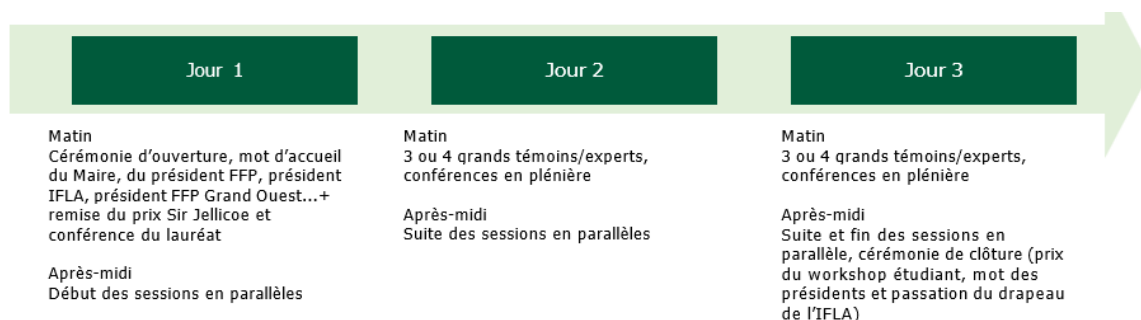 Jour 1
Jour 2
Jour 3
Matin
Cérémonie d'ouverture, mot d'accueil
du Maire, du président FFP, président
IFLA, président FFP Grand Ouest...+
remise du prix Sir Jellicoe et
conférence du lauréat
Après-midi
Début des sessions en parallèles
Matin
3 ou 4 grands témoins/experts,
conférences en plénière
Après-midi
Suite des sessions en parallèles
Matin
3 ou 4 grands témoins/experts,
conférences en plénière
Après-midi
Suite et fin des sessions en
parallèle, cérémonie de clôture (prix
du workshop étudiant, mot des
présidents et passation du drapeau
de l'IFLA)